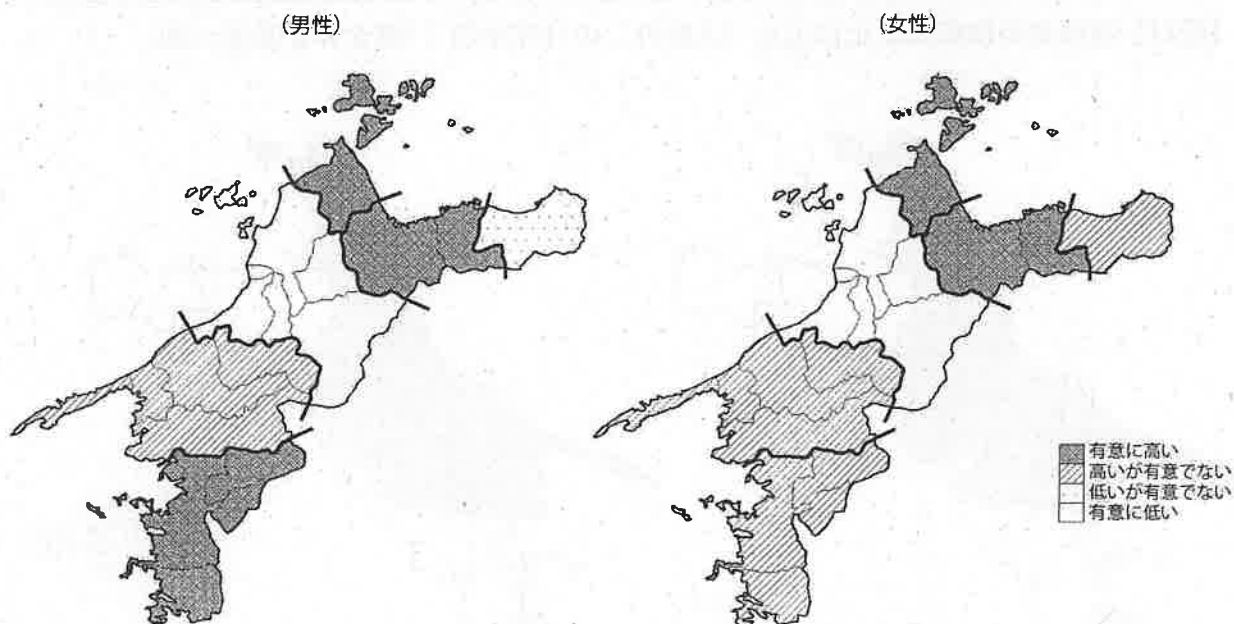 (男性)
(女性)
有意に高い
高いが有意でない
低いが有意でない
有意に低い